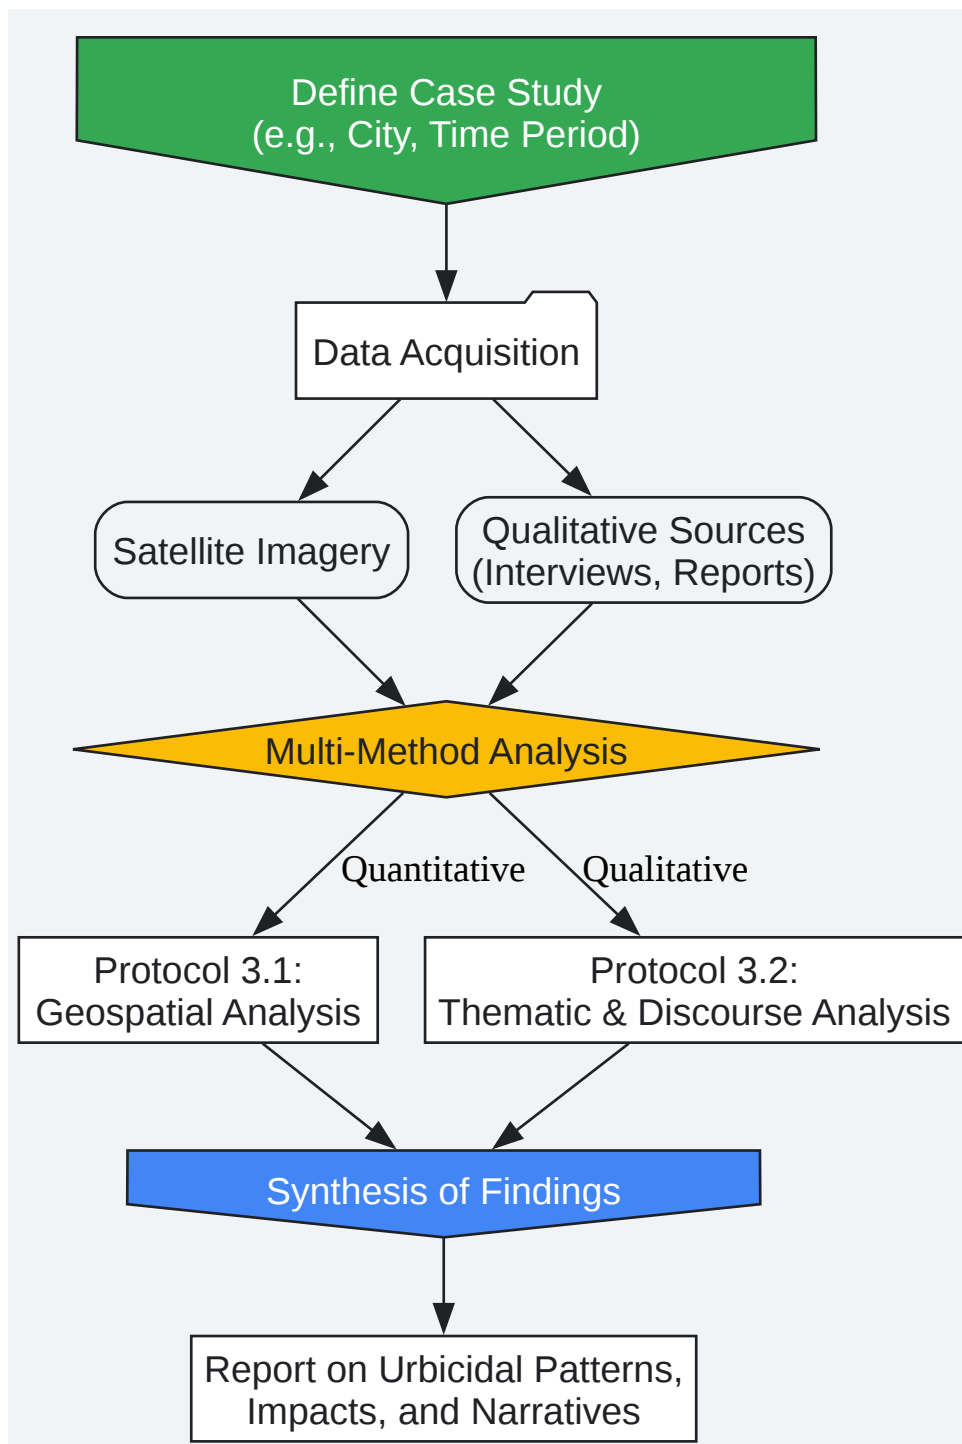 Define Case Study
(e.g., City, Time Period)
Data Acquisition
Satellite Imagery
Qualitative Sources
(Interviews, Reports)
Multi-Method Analysis
Quantitative
Qualitative
Protocol 3.1:
Geospatial Analysis
Protocol 3.2:
Thematic & Discourse Analysis
Synthesis of Findings
Report on Urbicidal Patterns,
Impacts, and Narratives